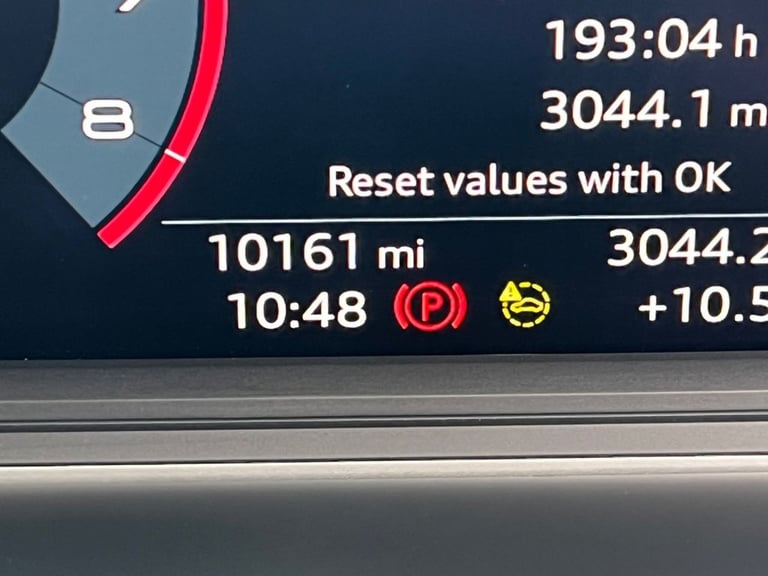 8
193:04 h
3044.1 m
Reset values with OK
10161 mi 3044.2
10:48 P +10.5